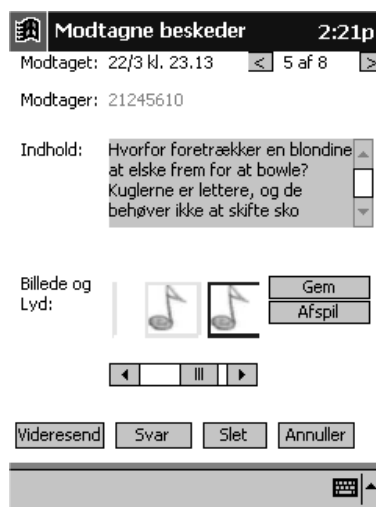 Modtagne beskeder 2:21p
Modtaget: 22/3 kl. 23.13 < 5 af 8 >
Modtager: 21245610
Indhold: Hvorfor foretrækker en blondine
at elske frem for at bowle?
Kuglerne er lettere, og de
behøver ikke at skifte sko
Billede og
Lyd:
Gem
Afspil
Videresend Svar Slet Annuller